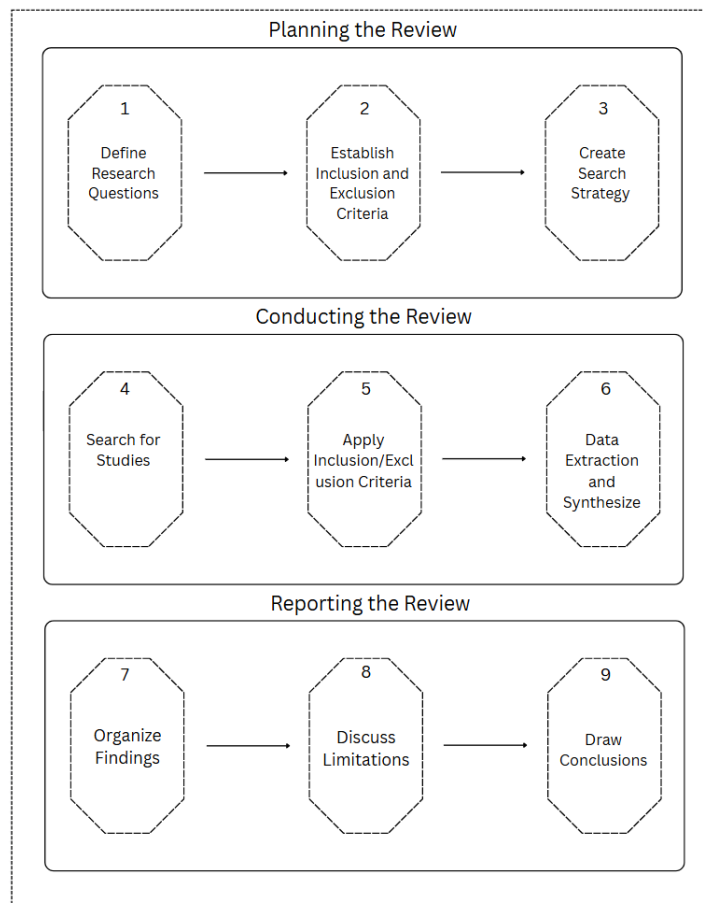 Planning the Review
1
Define
Research
Questions
2
Establish
Inclusion and
Exclusion
Criteria
3
Create
Search
Strategy
Conducting the Review
4
Search for
Studies
5
Apply
Inclusion/Excl
usion Criteria
6
Data
Extraction
and
Synthesize
Reporting the Review
7
Organize
Findings
8
Discuss
Limitations
9
Draw
Conclusions